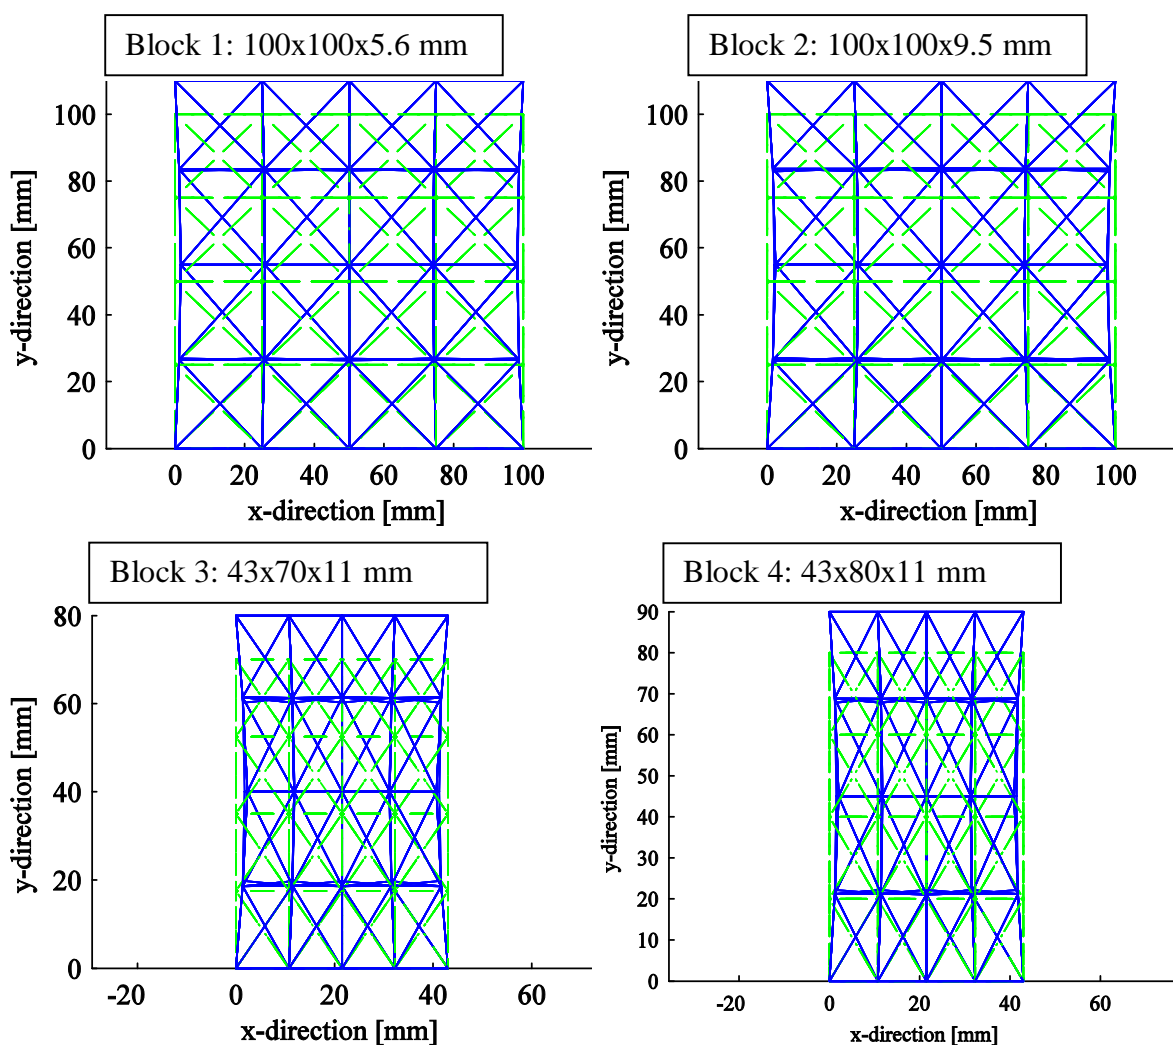 Block 1: 100x100x5.6 mm
100
80
60
40
20
0
y-direction [mm]
0 20 40 60 80 100
x-direction [mm]
Block 2: 100x100x9.5 mm
100
80
60
40
20
0
y-direction [mm]
0 20 40 60 80 100
x-direction [mm]
Block 3: 43x70x11 mm
80
60
40
20
0
y-direction [mm]
-20 0 20 40 60
x-direction [mm]
Block 4: 43x80x11 mm
90
80
70
60
50
40
30
20
10
0
y-direction [mm]
-20 0 20 40 60
x-direction [mm]